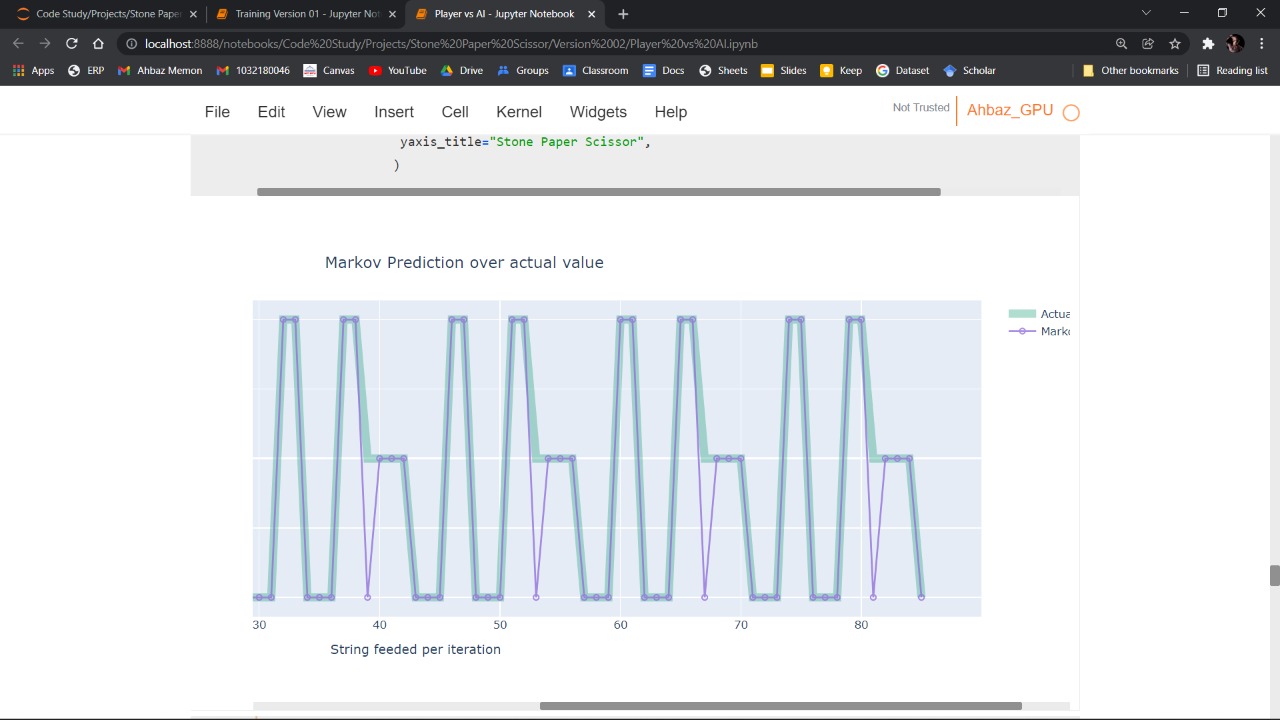 Code Study/Projects/Stone Paper
Training Version 01 - Jupyter Not
Player vs AI - Jupyter Notebook
localhost:8888/notebooks/Code%20Study/Projects/Stone%20Paper%20Scissor/Version%2002/Player%20vs%20AI.ipynb
Apps ERP Ahbaz Memon 1032180046 Canvas YouTube Drive Groups Classroom Docs Sheets Slides Keep Dataset Scholar Other bookmarks Reading list
File Edit View Insert Cell Kernel Widgets Help Not Trusted Ahbaz_GPU
yaxis_title="Stone Paper Scissor",
)
Markov Prediction over actual value
Actua
Marko
30 40 50 60 70 80
String feeded per iteration